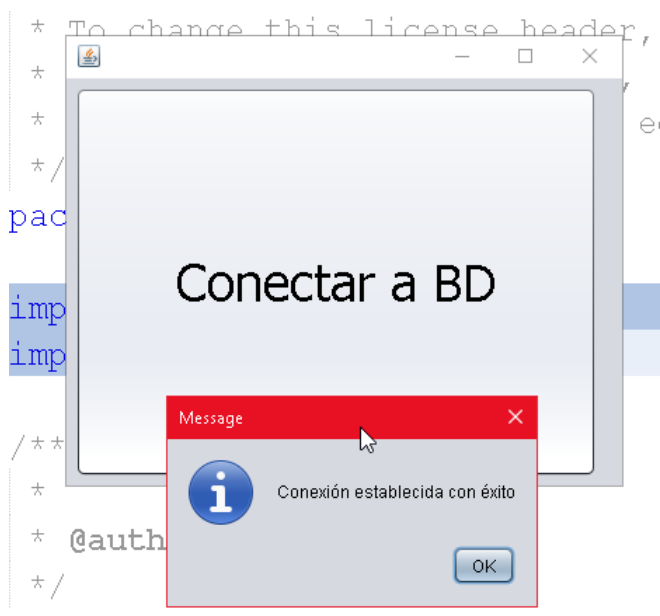 * To change this license header,
*
*
*/
pac
imp
imp
/**
*
* @auth
*/
Conectar a BD
Message
Conexión establecida con éxito
OK